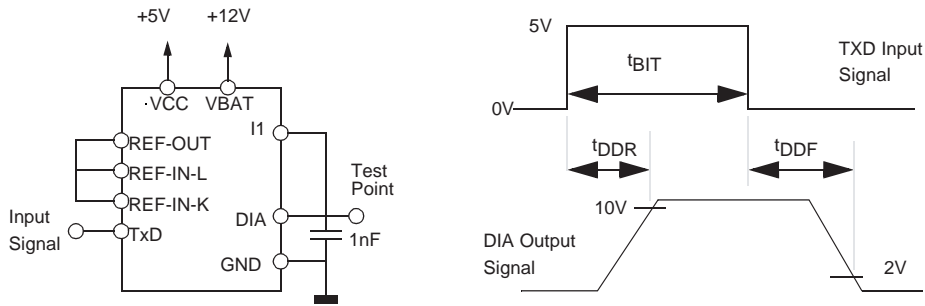 +5V
+12V
VCC
VBAT
I1
REF-OUT
REF-IN-L
REF-IN-K
Input
Signal
TxD
DIA
GND
Test
Point
1nF
5V
0V
tBIT
TXD Input
Signal
tDDR
tDDF
10V
2V
DIA Output
Signal